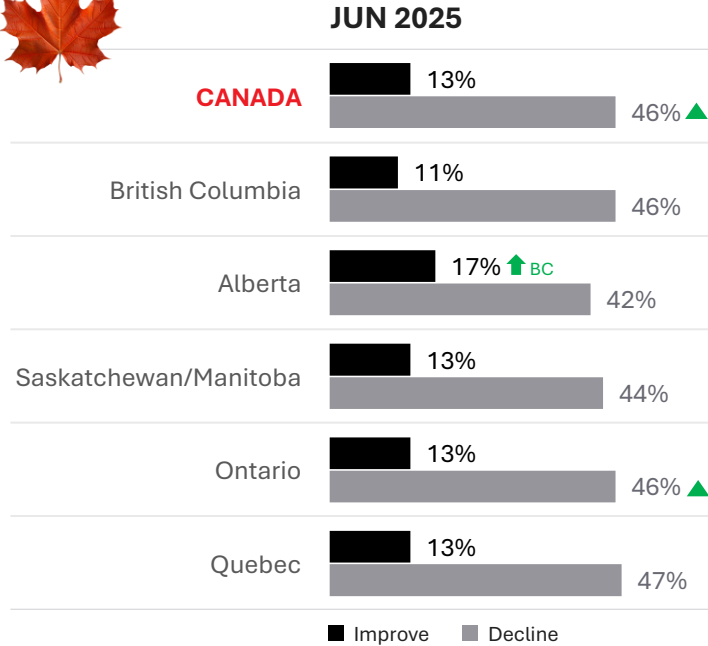 JUN 2025
CANADA
13%
46%
British Columbia
11%
46%
Alberta
17% BC
42%
Saskatchewan/Manitoba
13%
44%
Ontario
13%
46%
Quebec
13%
47%
Improve Decline